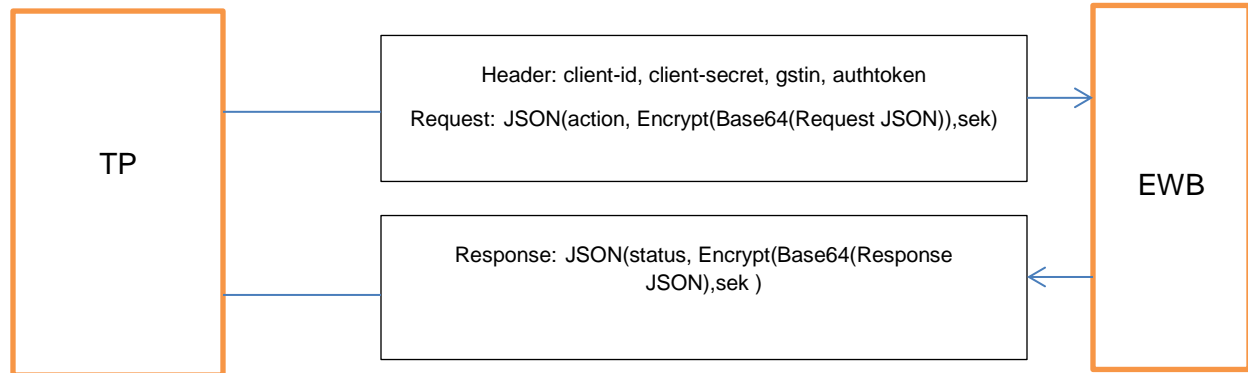 TP
Header: client-id, client-secret, gstin, authtoken
Request: JSON(action, Encrypt(Base64(Request JSON)),sek)
Response: JSON(status, Encrypt(Base64(Response
JSON),sek )
EWB